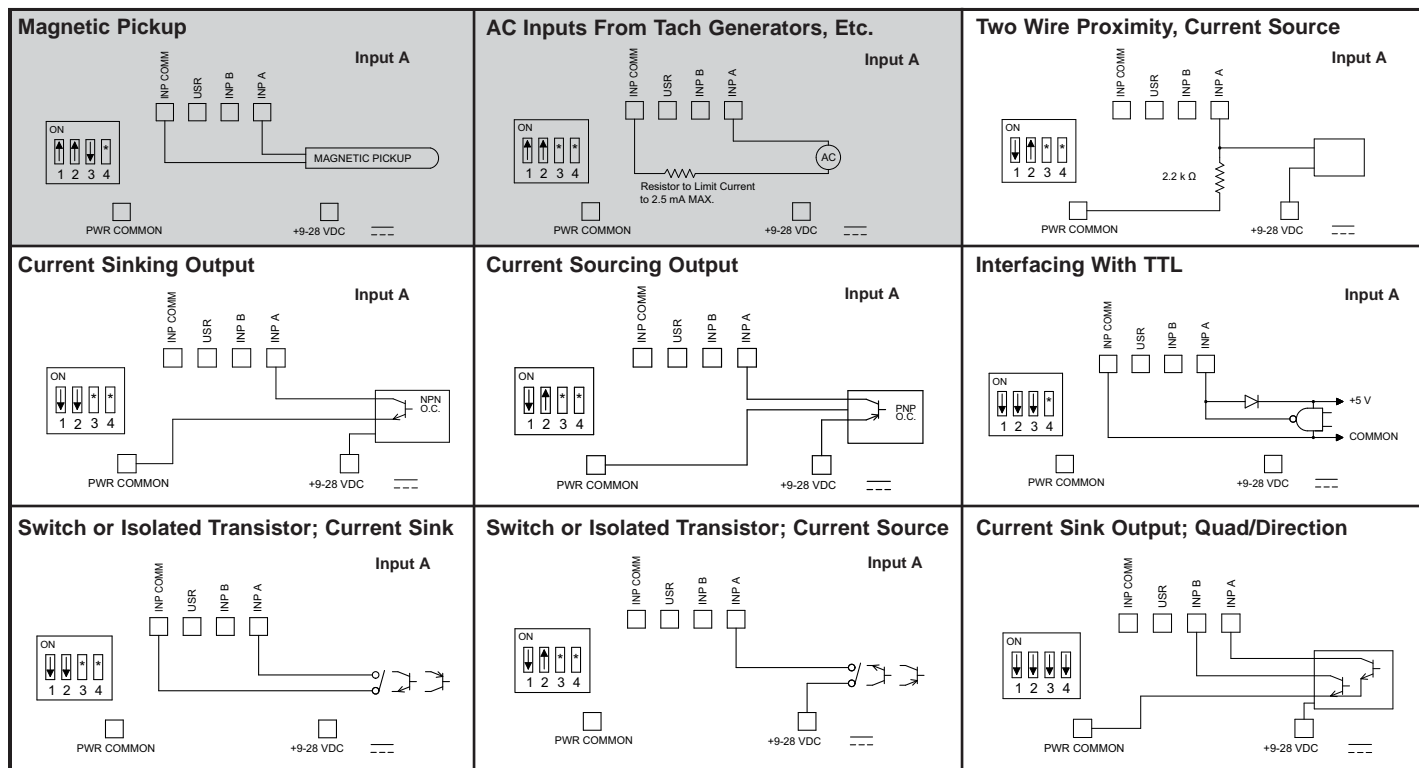 Magnetic Pickup
Input A
INP COMM
USR
INP B
INP A
ON
* 
1 2 3 4
MAGNETIC PICKUP
PWR COMMON
+9-28 VDC
AC Inputs From Tach Generators, Etc.
Input A
INP COMM
USR
INP B
INP A
ON
* *
1 2 3 4
AC
Resistor to Limit Current
to 2.5 mA MAX.
PWR COMMON
+9-28 VDC
Two Wire Proximity, Current Source
Input A
INP COMM
USR
INP B
INP A
ON
* *
1 2 3 4
2.2 k Ω
PWR COMMON
+9-28 VDC
Current Sinking Output
Input A
INP COMM
USR
INP B
INP A
ON
* *
1 2 3 4
NPN
O.C.
PWR COMMON
+9-28 VDC
Current Sourcing Output
Input A
INP COMM
USR
INP B
INP A
ON
* *
1 2 3 4
PNP
O.C.
PWR COMMON
+9-28 VDC
Interfacing With TTL
Input A
INP COMM
USR
INP B
INP A
ON
*
1 2 3 4
+5 V
COMMON
PWR COMMON
+9-28 VDC
Switch or Isolated Transistor; Current Sink
Input A
INP COMM
USR
INP B
INP A
ON
* *
1 2 3 4
PWR COMMON
+9-28 VDC
Switch or Isolated Transistor; Current Source
Input A
INP COMM
USR
INP B
INP A
ON
* *
1 2 3 4
PWR COMMON
+9-28 VDC
Current Sink Output; Quad/Direction
INP COMM
USR
INP B
INP A
ON
1 2 3 4
PWR COMMON
+9-28 VDC